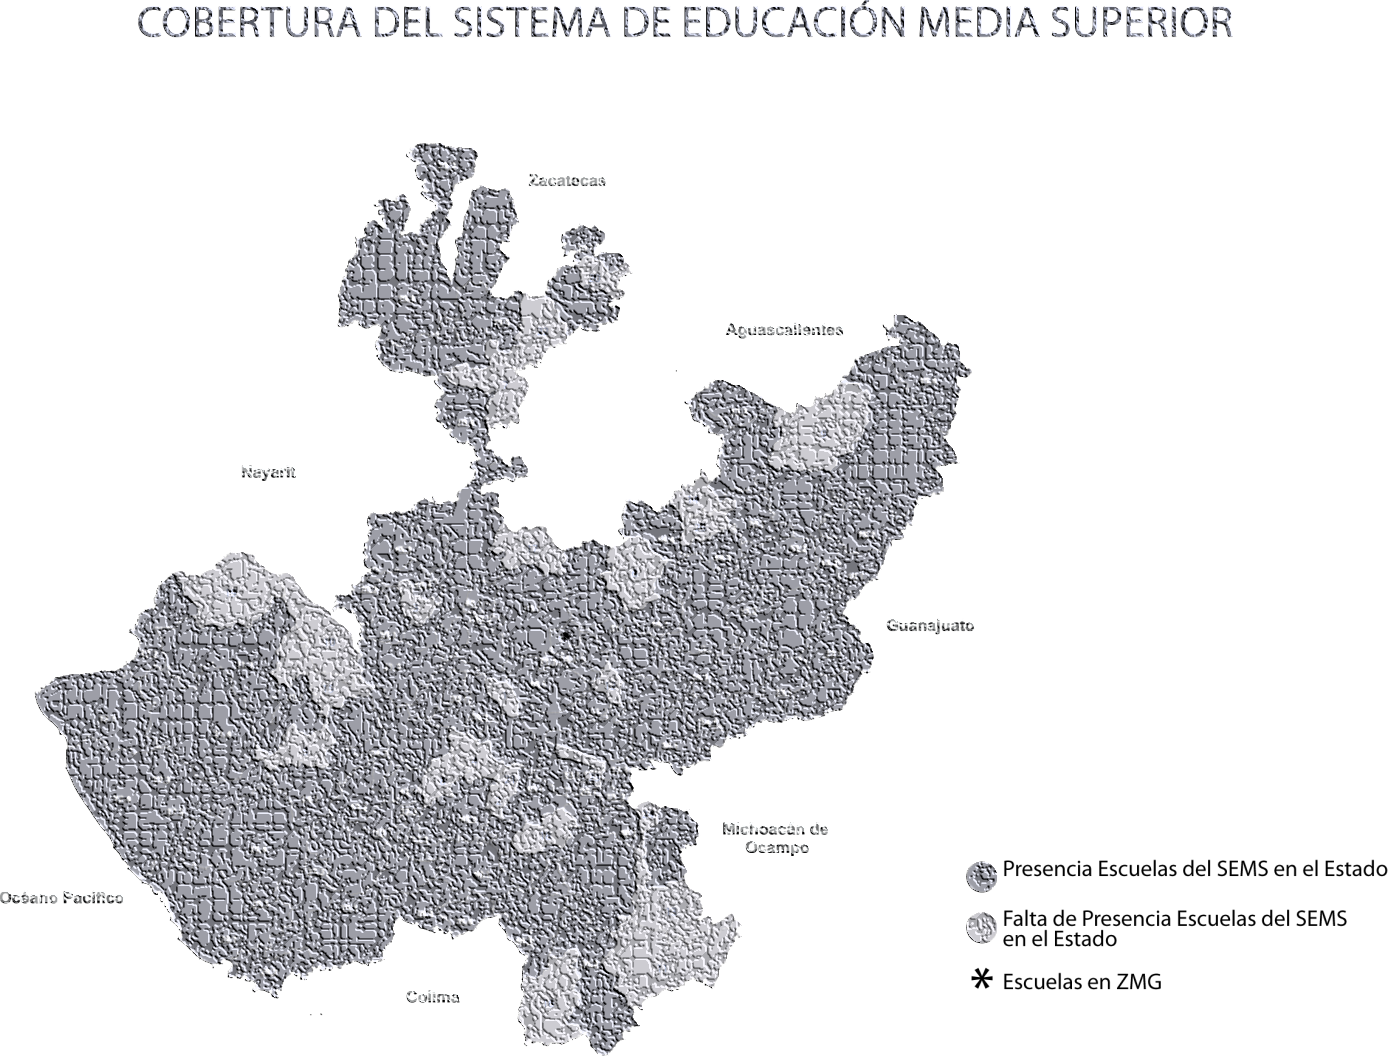 COBERTURA DEL SISTEMA DE EDUCACIÓN MEDIA SUPERIOR
Zacatecas
Aguascalientes
Nayarit
Guanajuato
Michoacán de
Ocampo
Océano Pacífico
Colima
Presencia Escuelas del SEMS en el Estado
Falta de Presencia Escuelas del SEMS
en el Estado
* Escuelas en ZMG